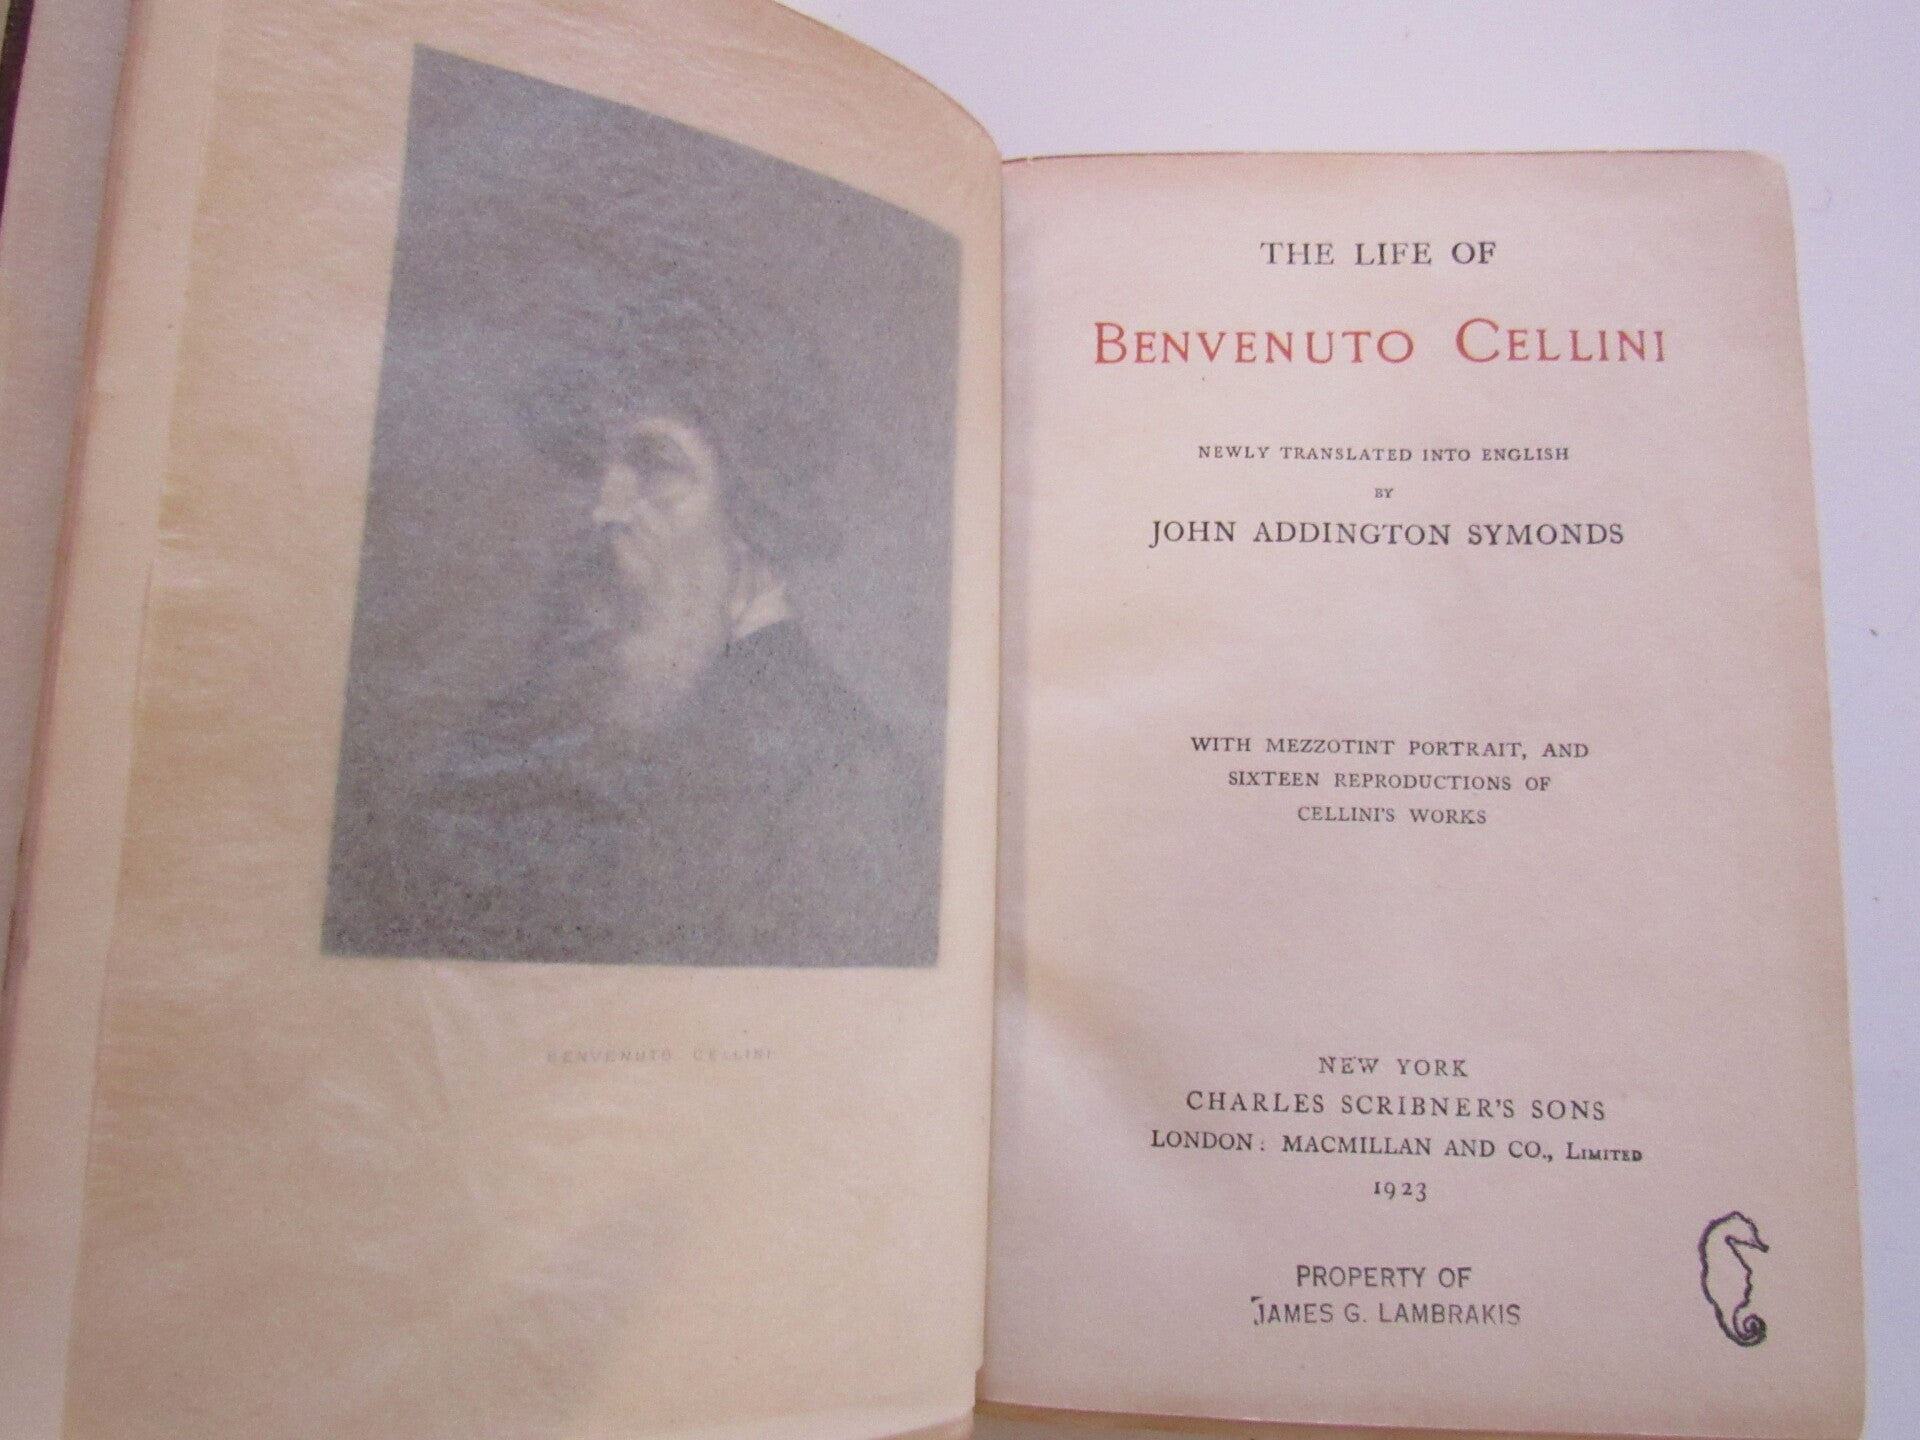 BENVENUTO CELLINI
THE LIFE OF
BENVENUTO CELLINI
NEWLY TRANSLATED INTO ENGLISH
BY
JOHN ADDINGTON SYMONDS
WITH MEZZOTINT PORTRAIT, AND
SIXTEEN REPRODUCTIONS OF
CELLINI'S WORKS
NEW YORK
CHARLES SCRIBNER'S SONS
LONDON: MACMILLAN AND CO., LIMITED
1923
PROPERTY OF
JAMES G. LAMBRAKIS